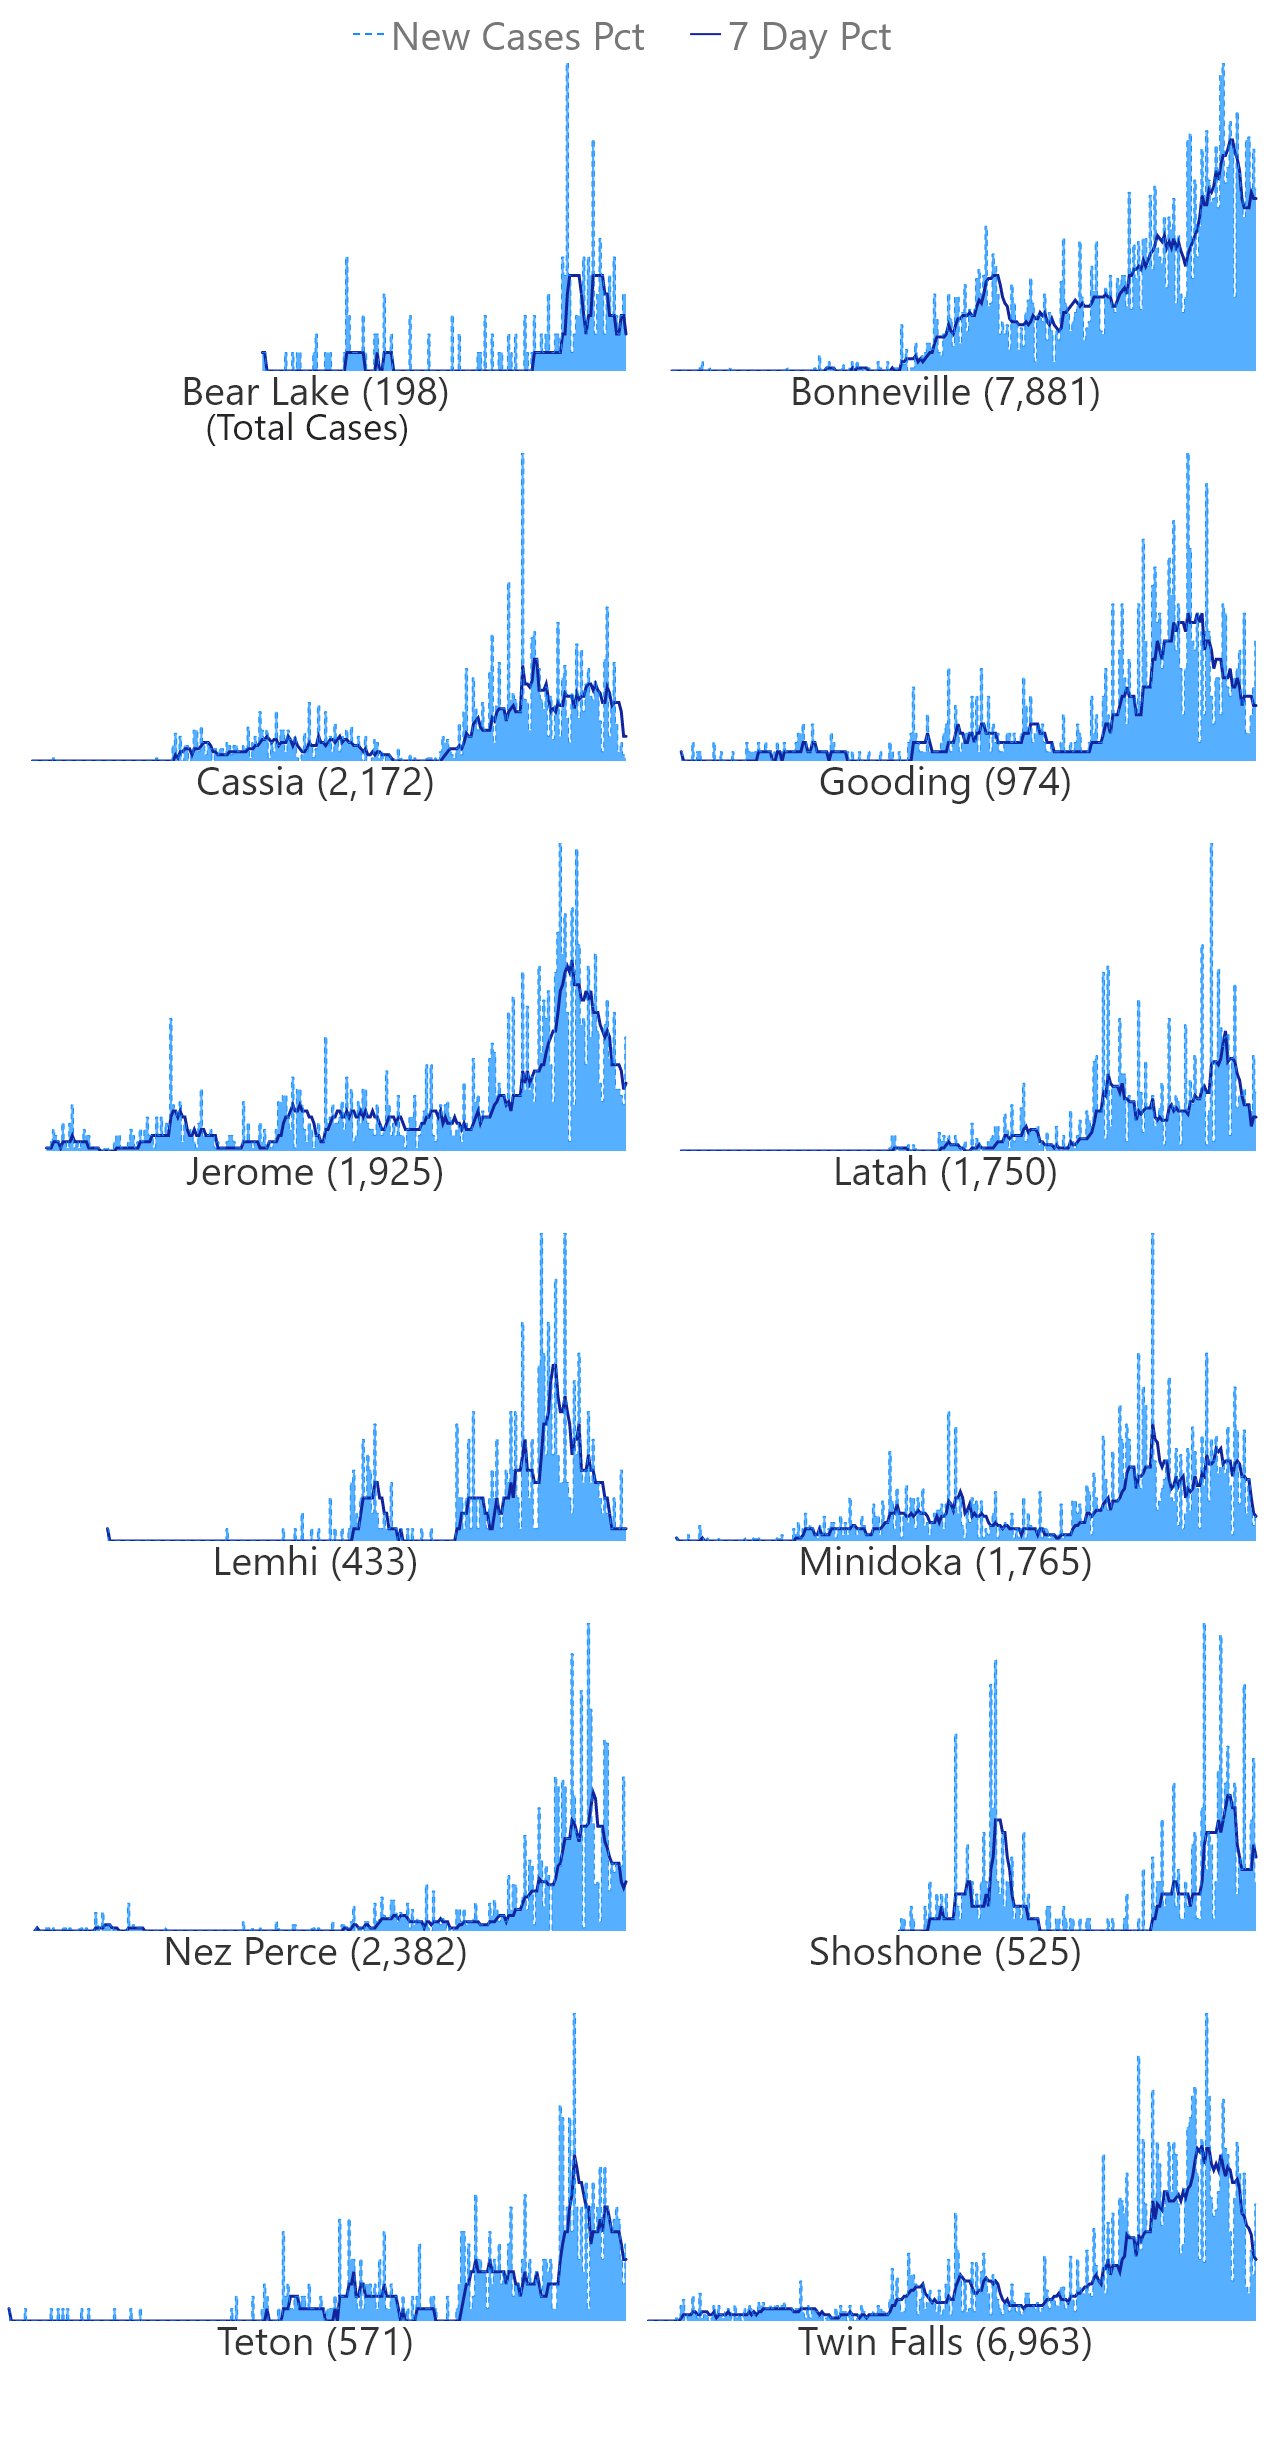 New Cases Pct 7 Day Pct
Bear Lake (198) Bonneville (7,881)
(Total Cases)
Cassia (2,172) Gooding (974)
Jerome (1,925) Latah (1,750)
Lemhi (433) Minidoka (1,765)
Nez Perce (2,382) Shoshone (525)
Teton (571) Twin Falls (6,963)